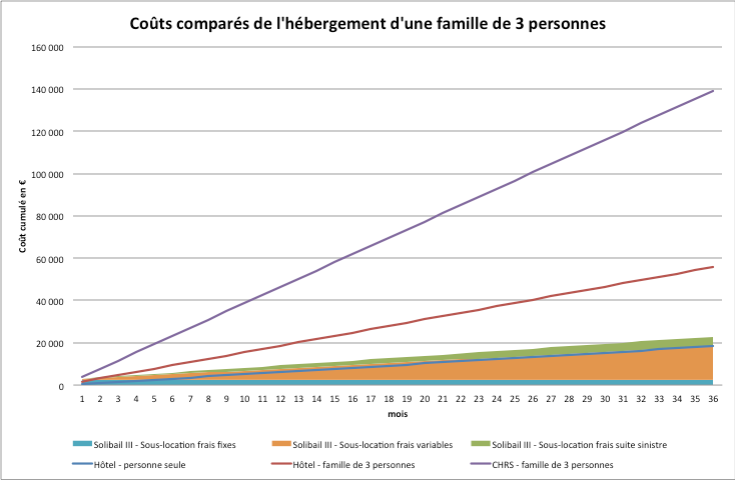 Coûts comparés de l'hébergement d'une famille de 3 personnes
160 000
140 000
120 000
100 000
80 000
60 000
40 000
20 000
0
Coût cumulé en €
1 2 3 4 5 6 7 8 9 10 11 12 13 14 15 16 17 18 19 20 21 22 23 24 25 26 27 28 29 30 31 32 33 34 35 36
mois
Solibail III - Sous-location frais fixes Solibail III - Sous-location frais variables Solibail III - Sous-location frais suite sinistre
Hôtel - personne seule Hôtel - famille de 3 personnes CHRS - famille de 3 personnes